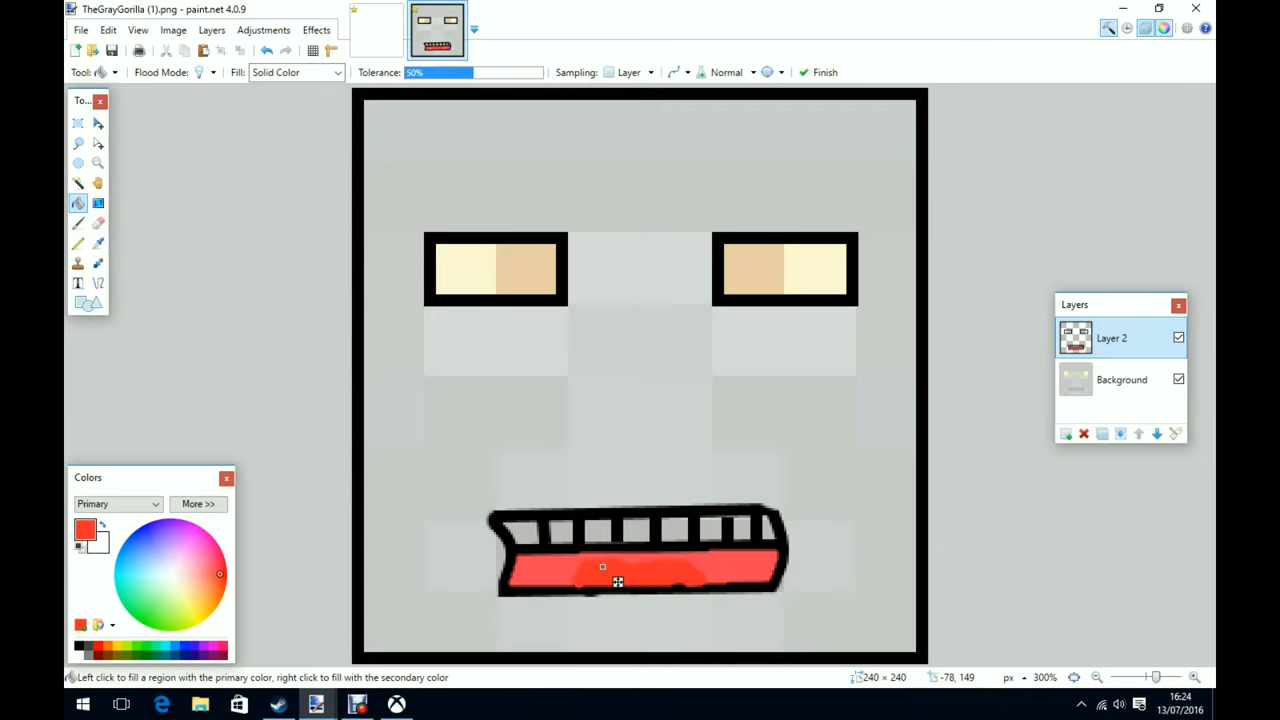 TheGrayGorilla (1).png - paint.net 4.0.9
File Edit View Image Layers Adjustments Effects
Tool: Flood Mode: Fill: Solid Color Tolerance: 50% Sampling: Layer Normal Finish
To...
Layers
Layer 2
Background
Colors
Primary More >>
Left click to fill a region with the primary color, right click to fill with the secondary color 240 × 240 -78, 149 px 300%
16:24
13/07/2016